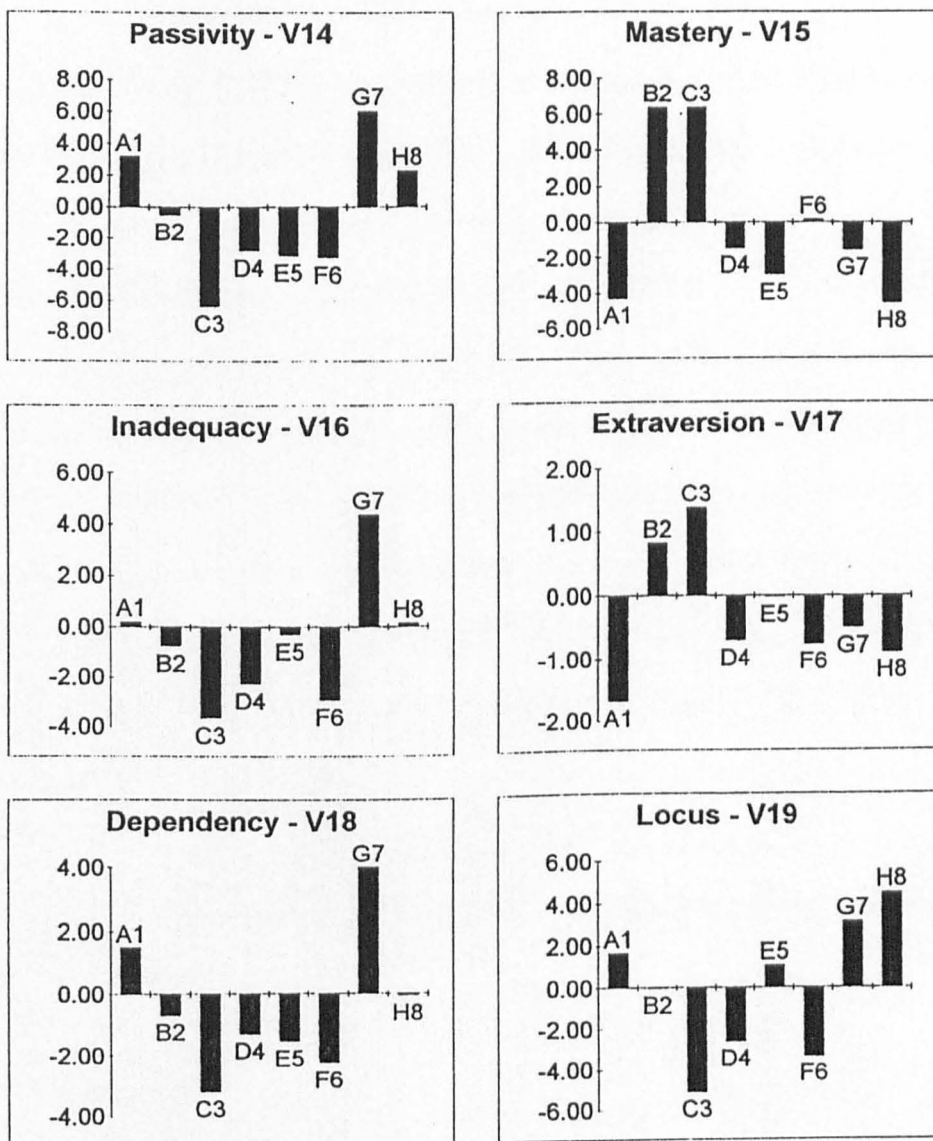 Passivity - V14
8.00
6.00
4.00
2.00
0.00
-2.00
-4.00
-6.00
-8.00
A1
B2
C3
D4
E5
F6
G7
H8
Mastery - V15
8.00
6.00
4.00
2.00
0.00
-2.00
-4.00
-6.00
A1
B2
C3
D4
E5
F6
G7
H8
Inadequacy - V16
6.00
4.00
2.00
0.00
-2.00
-4.00
A1
B2
C3
D4
E5
F6
G7
H8
Extraversion - V17
2.00
1.00
0.00
-1.00
-2.00
A1
B2
C3
D4
E5
F6
G7
H8
Dependency - V18
4.00
2.00
0.00
-2.00
-4.00
A1
B2
C3
D4
E5
F6
G7
H8
Locus - V19
6.00
4.00
2.00
0.00
-2.00
-4.00
-6.00
A1
B2
C3
D4
E5
F6
G7
H8